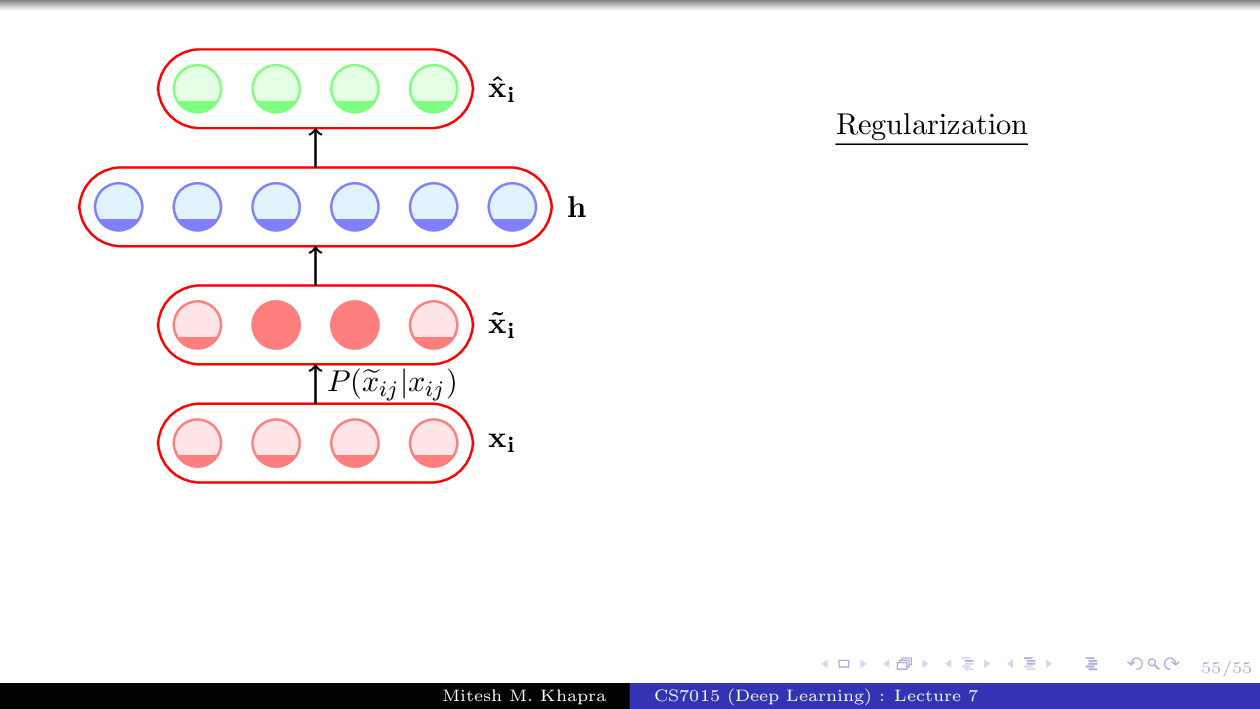 x̂ᵢ
Regularization
h
x̃ᵢ
P(x̃ᵢⱼ|xᵢⱼ)
xᵢ
55/55
Mitesh M. Khapra
CS7015 (Deep Learning) : Lecture 7